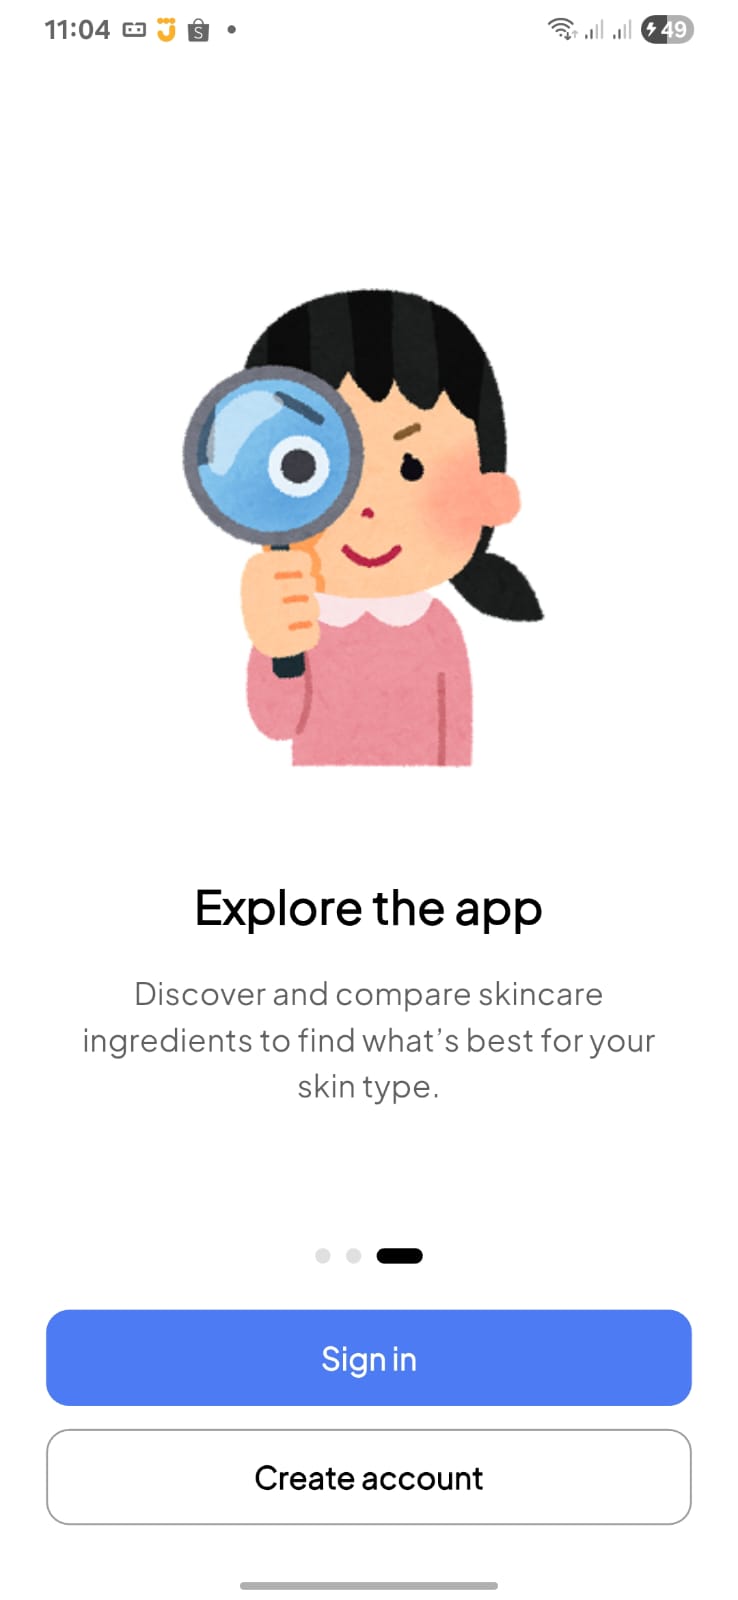 11:04
49
Explore the app
Discover and compare skincare
ingredients to find what’s best for your
skin type.
Sign in
Create account